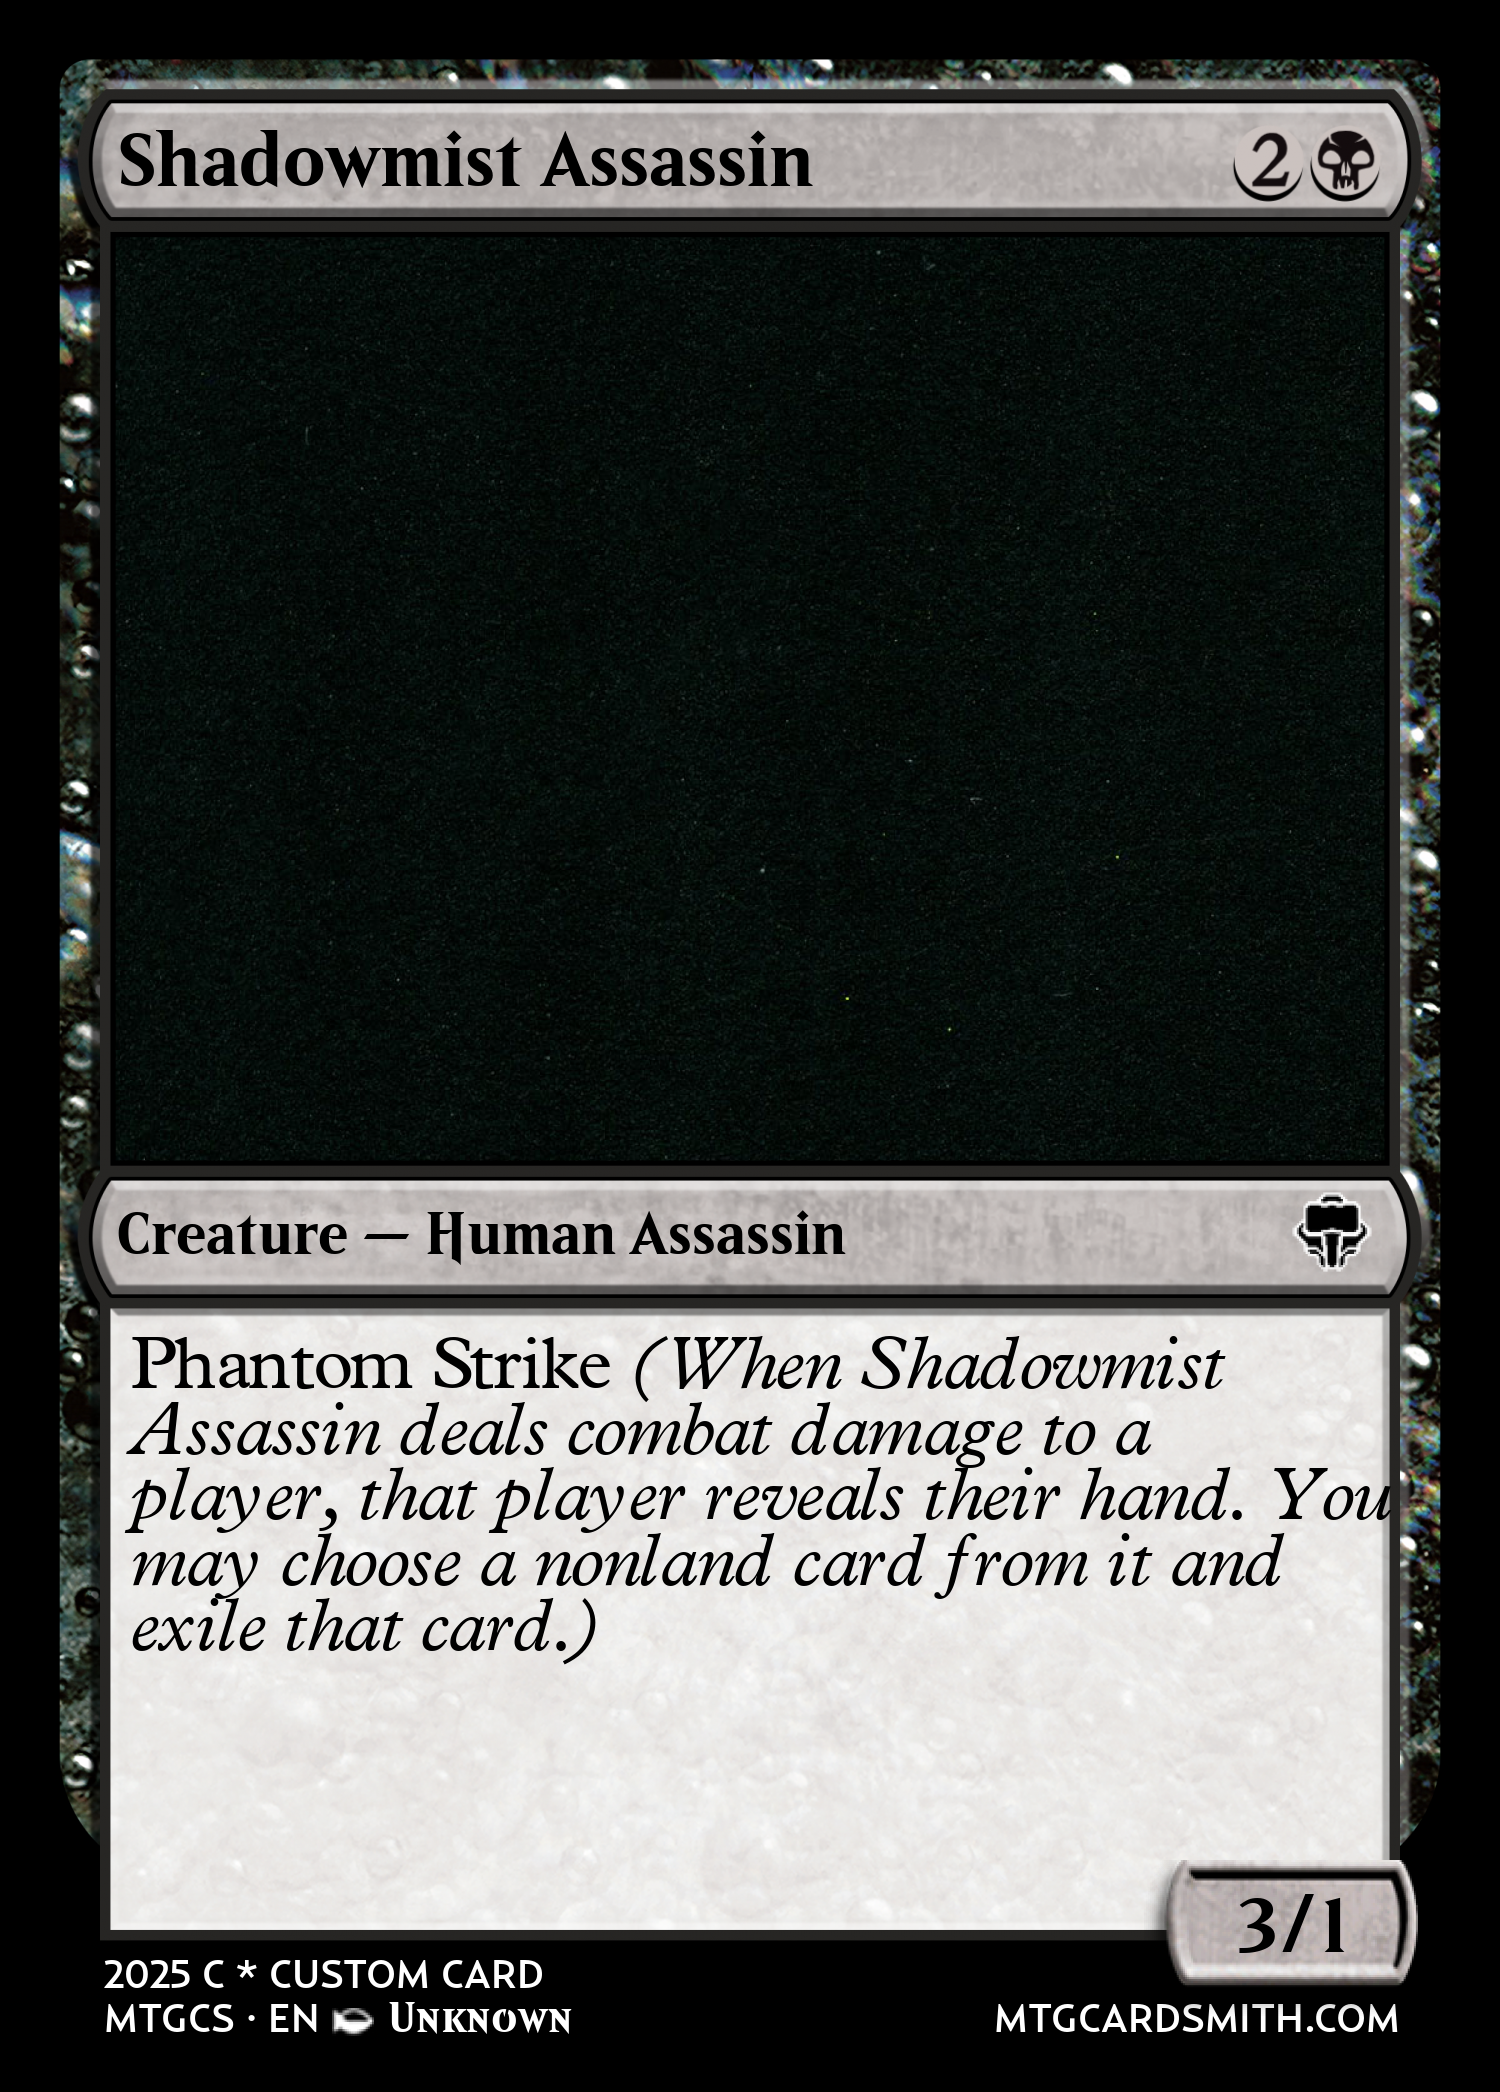 Shadowmist Assassin 2
Creature — Human Assassin
Phantom Strike (When Shadowmist
Assassin deals combat damage to a
player, that player reveals their hand. You
may choose a nonland card from it and
exile that card.)
3/1
2025 C * CUSTOM CARD
MTGCS · EN Unknown
MTGCARDSMITH.COM